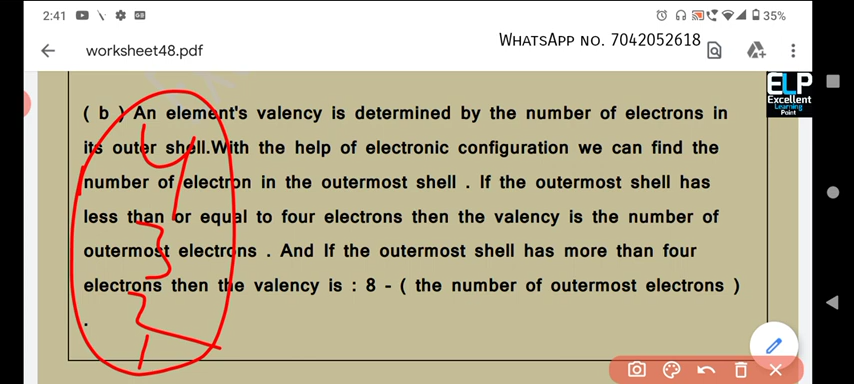 2:41 35%
worksheet48.pdf
WHATSAPP NO. 7042052618
ELP
Excellent
Learning
Point
( b ) An element's valency is determined by the number of electrons in
its outer shell.With the help of electronic configuration we can find the
number of electron in the outermost shell . If the outermost shell has
less than or equal to four electrons then the valency is the number of
outermost electrons . And If the outermost shell has more than four
electrons then the valency is : 8 - ( the number of outermost electrons )
.